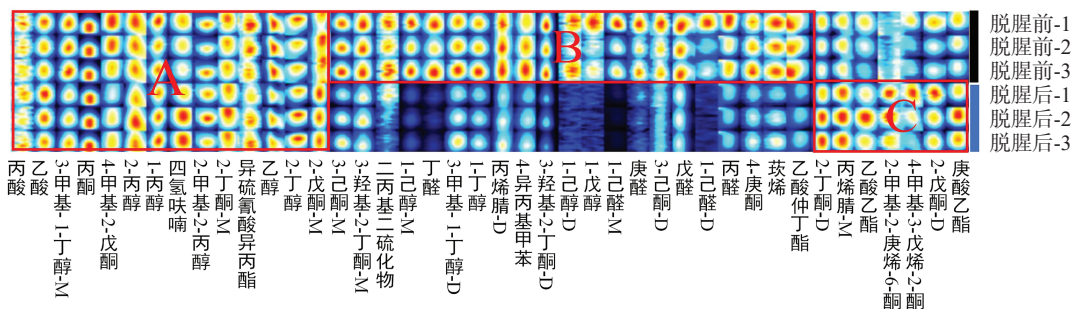 A
B
C
脱腥前-1
脱腥前-2
脱腥前-3
脱腥后-1
脱腥后-2
脱腥后-3
丙酸
乙酸
3-甲基-1-丁醇-M
丙酮
4-甲基-2-戊酮
2-丙醇
1-丙醇
四氢呋喃
2-甲基-2-丙醇
2-丁酮-M
异硫氰酸异丙酯
乙醇
2-丁醇
2-戊酮-M
3-己酮-M
3-羟基-2-丁酮-M
二丙基二硫化物
1-己醇-M
丁醛
3-甲基-1-丁醇-D
1-丁醇
丙烯腈-D
4-异丙基甲苯
3-羟基-2-丁酮-D
1-己醇-D
1-戊醇
1-己醛-M
庚醛
3-己酮-D
戊醛
1-己醛-D
丙醛
4-庚酮
莰烯
乙酸仲丁酯
2-丁酮-D
丙烯腈-M
乙酸乙酯
2-甲基-2-庚烯-6-酮
4-甲基-3-戊烯-2-酮
2-戊酮-D
庚酸乙酯